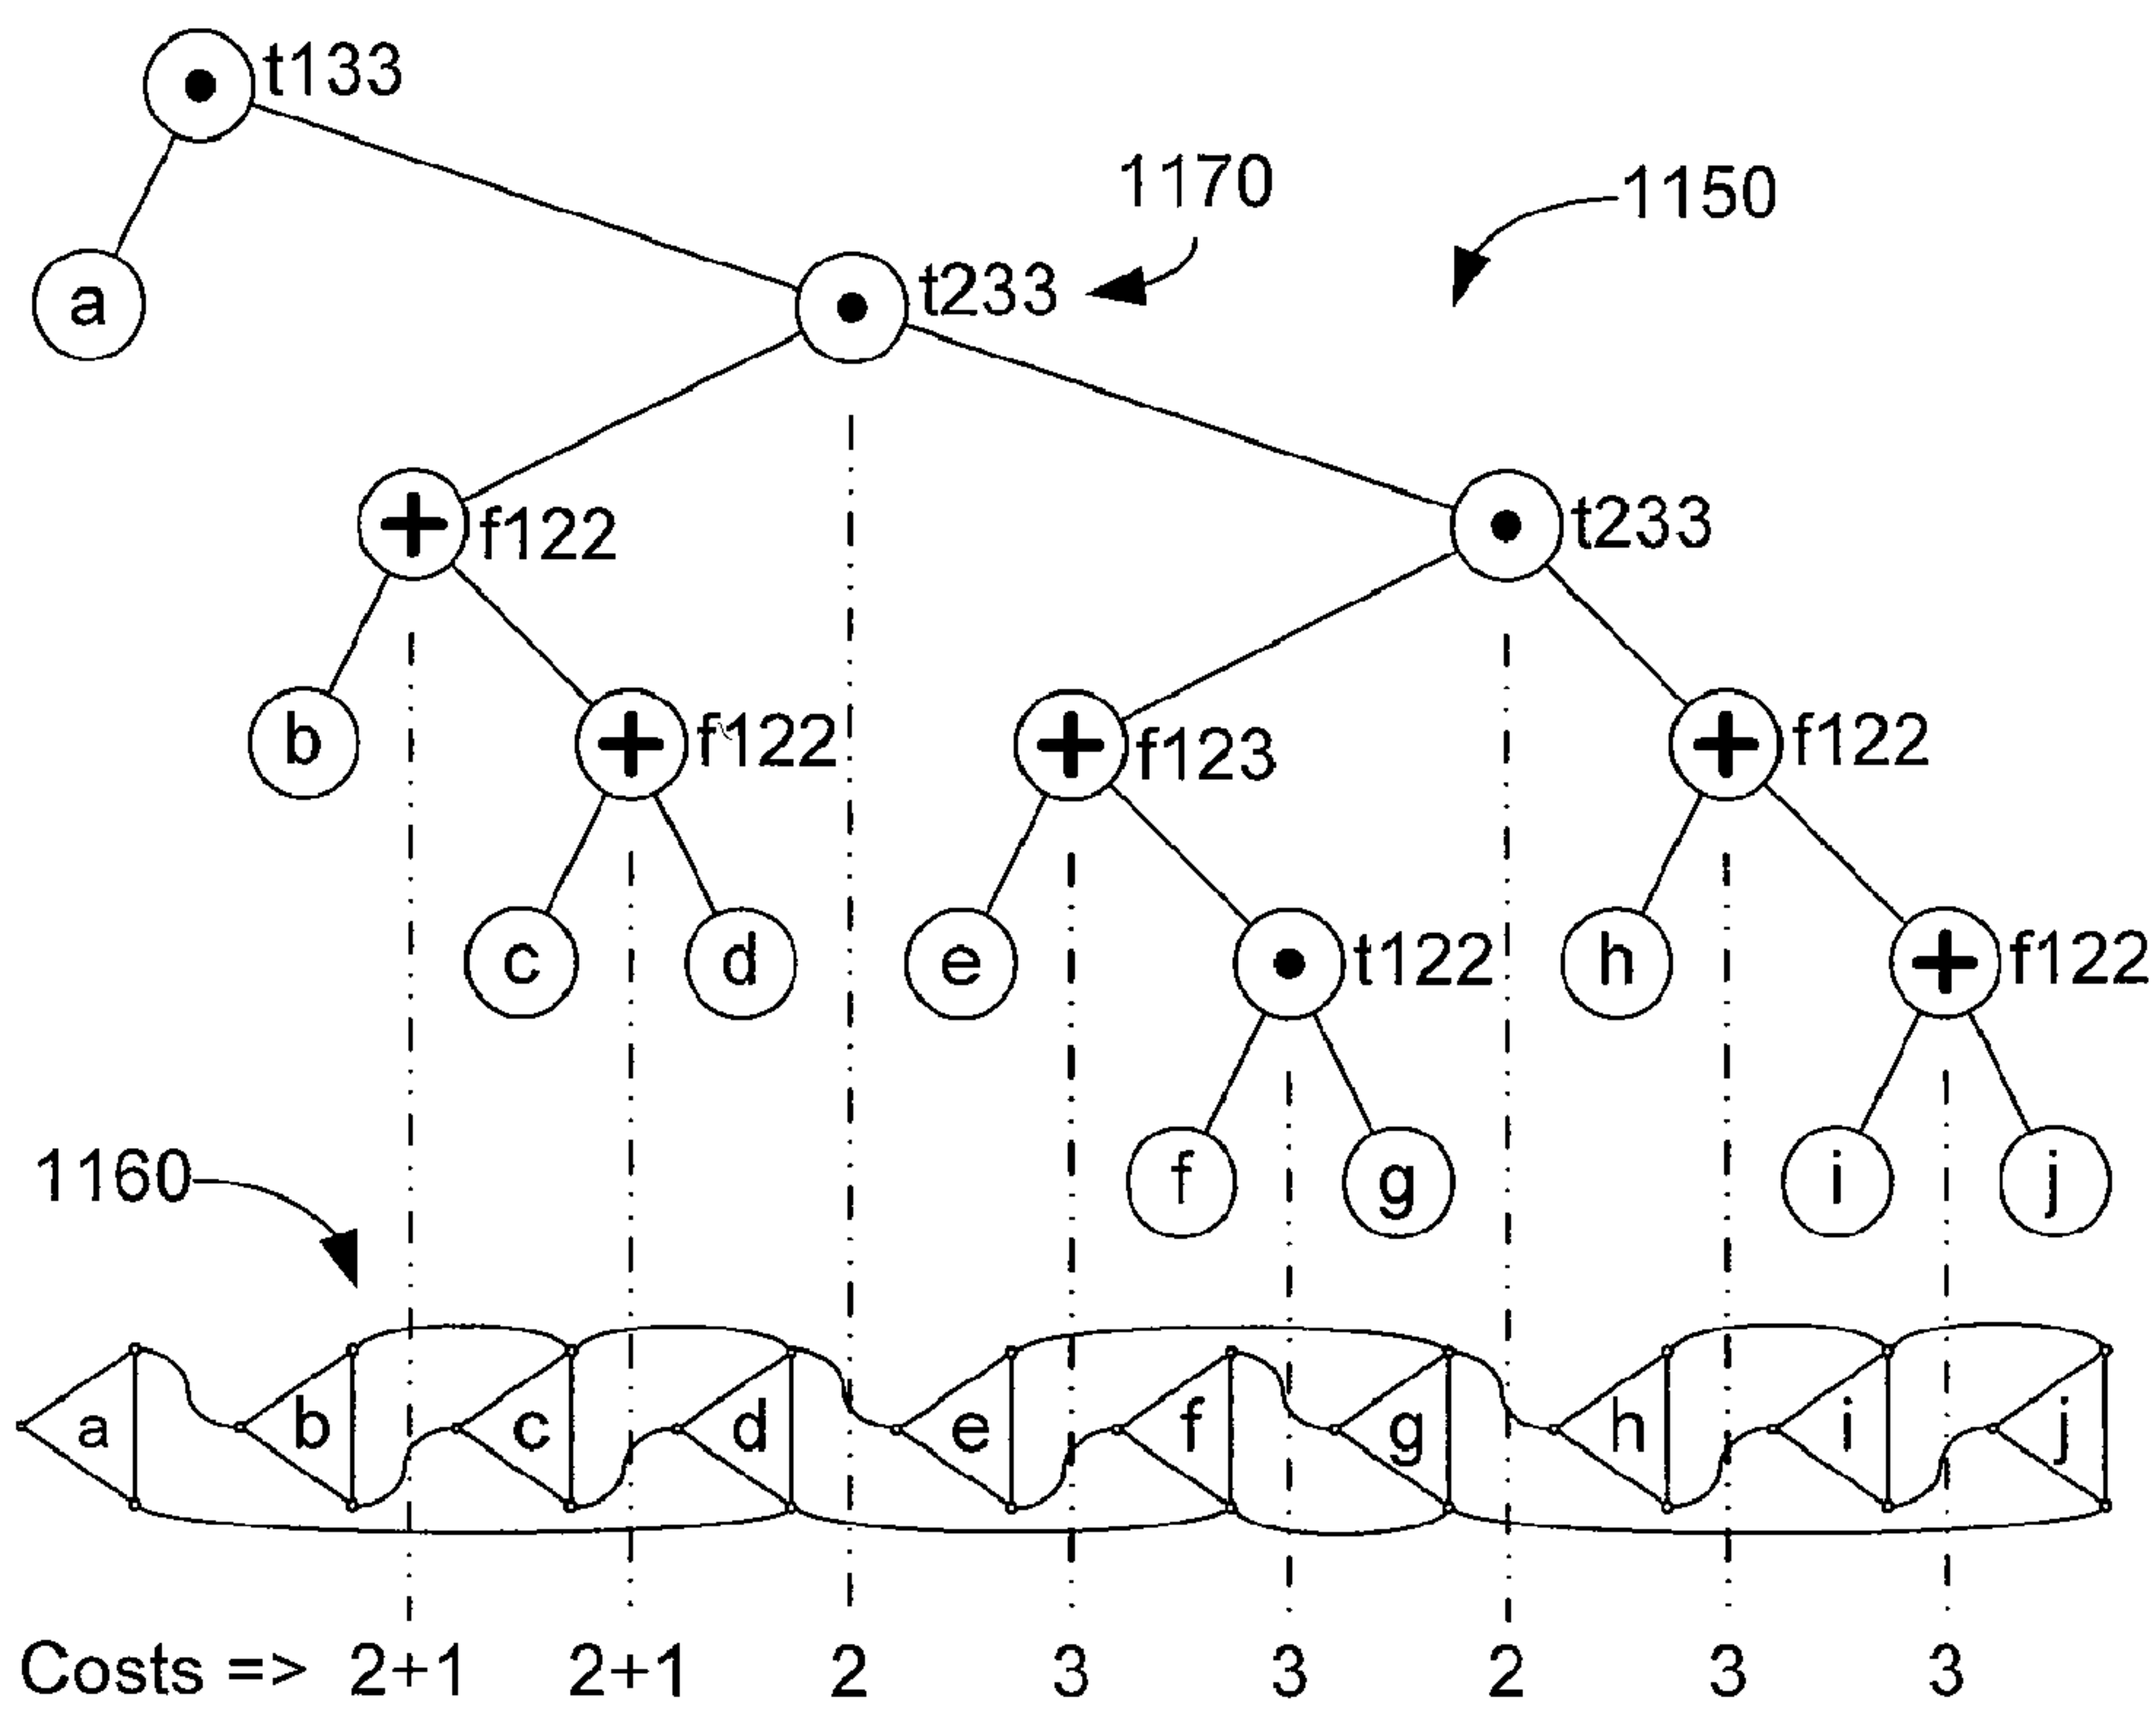 t133
1170
1150
a
t233
f122
t233
b
f122
f123
f122
c
d
e
t122
h
f122
1160
f
g
i
j
a b c d e f g h i j
Costs => 2+1 2+1 2 3 3 2 3 3